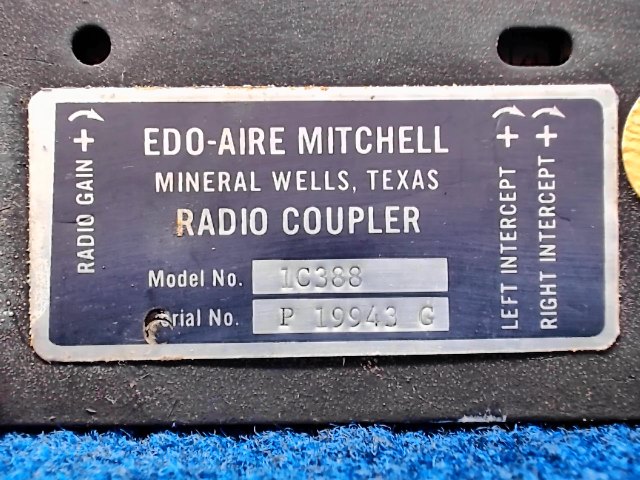 RADIO GAIN +
EDO-AIRE MITCHELL
MINERAL WELLS, TEXAS
RADIO COUPLER
Model No. 1C388
Serial No. P 19943 G
LEFT INTERCEPT +
RIGHT INTERCEPT +